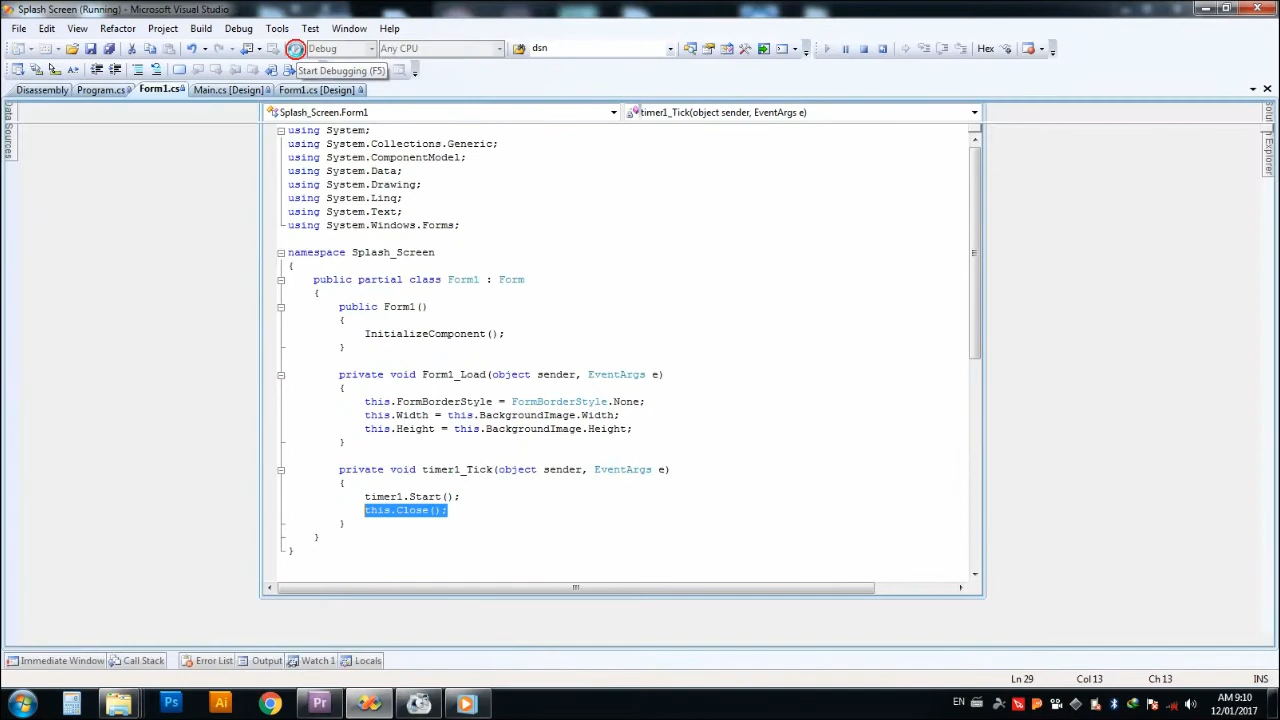 Splash Screen (Running) - Microsoft Visual Studio
File Edit View Refactor Project Build Debug Tools Test Window Help
Debug Any CPU dsn Hex
Start Debugging (F5)
Disassembly Program.cs Form1.cs Main.cs [Design] Form1.cs [Design]
Data Sources
Splash_Screen.Form1 timer1_Tick(object sender, EventArgs e)
using System;
using System.Collections.Generic;
using System.ComponentModel;
using System.Data;
using System.Drawing;
using System.Linq;
using System.Text;
using System.Windows.Forms;
namespace Splash_Screen
{
public partial class Form1 : Form
{
public Form1()
{
InitializeComponent();
}
private void Form1_Load(object sender, EventArgs e)
{
this.FormBorderStyle = FormBorderStyle.None;
this.Width = this.BackgroundImage.Width;
this.Height = this.BackgroundImage.Height;
}
private void timer1_Tick(object sender, EventArgs e)
{
timer1.Start();
this.Close();
}
}
}
Explorer
Immediate Window Call Stack Error List Output Watch 1 Locals
Ln 29 Col 13 Ch 13 INS
Ps Ai Pr
EN
AM 9:10
12/01/2017